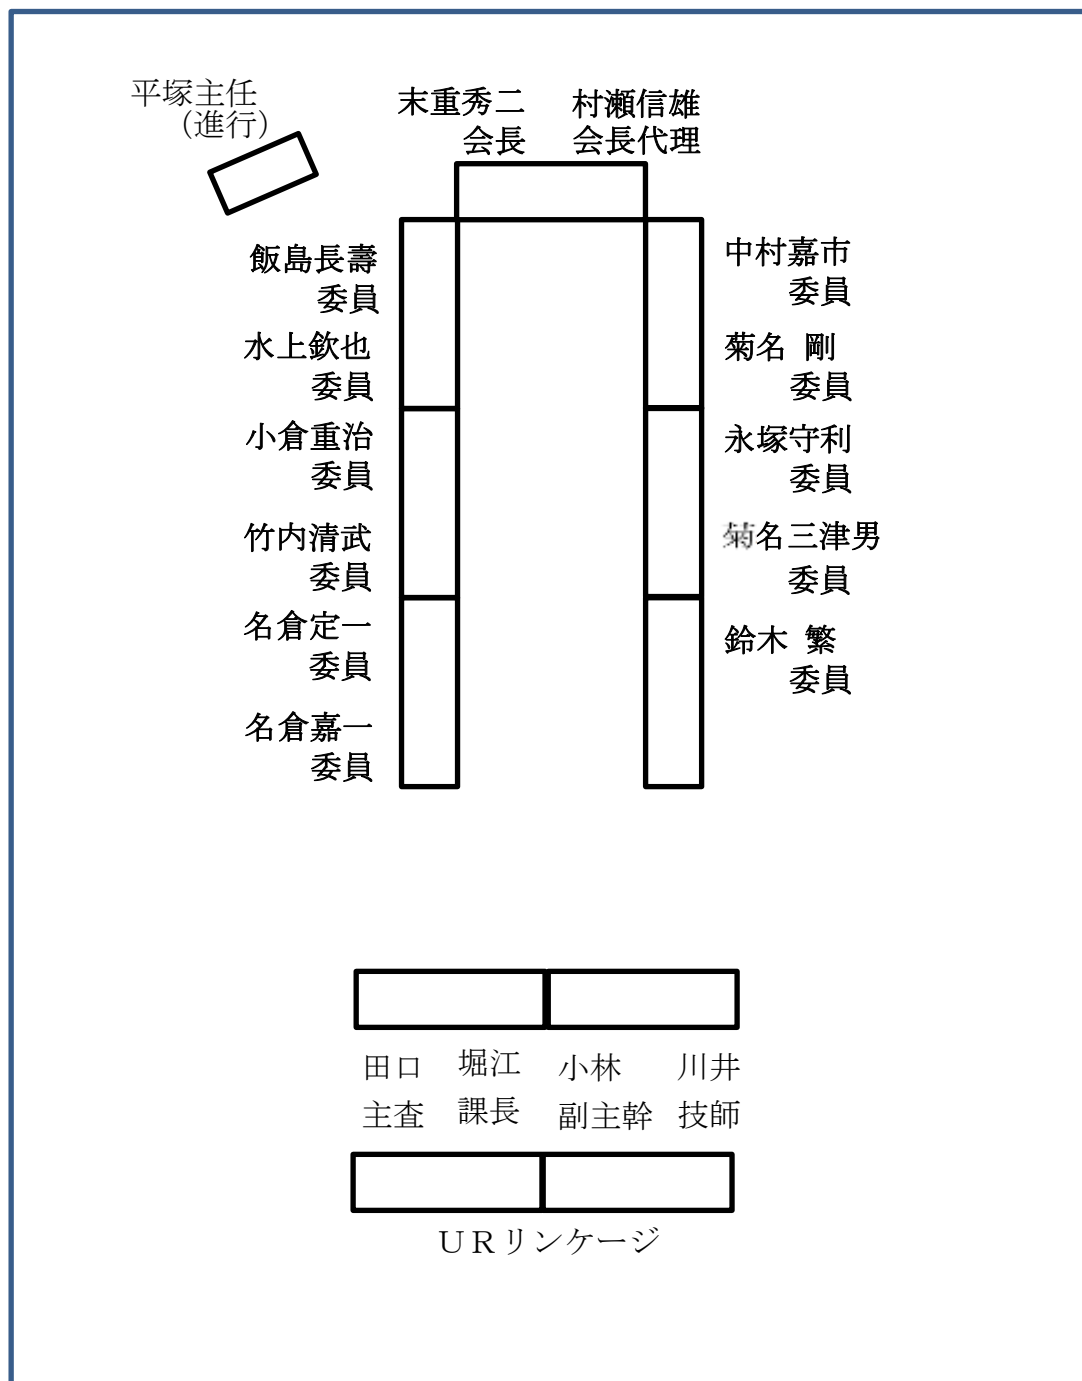 平塚主任
（進行）
末重秀二
会長
村瀬信雄
会長代理
飯島長壽
委員
水上欽也
委員
小倉重治
委員
竹内清武
委員
名倉定一
委員
名倉嘉一
委員
中村嘉市
委員
菊名 剛
委員
永塚守利
委員
菊名三津男
委員
鈴木 繁
委員
田口
主査
堀江
課長
小林
副主幹
川井
技師
ＵＲリンケージ